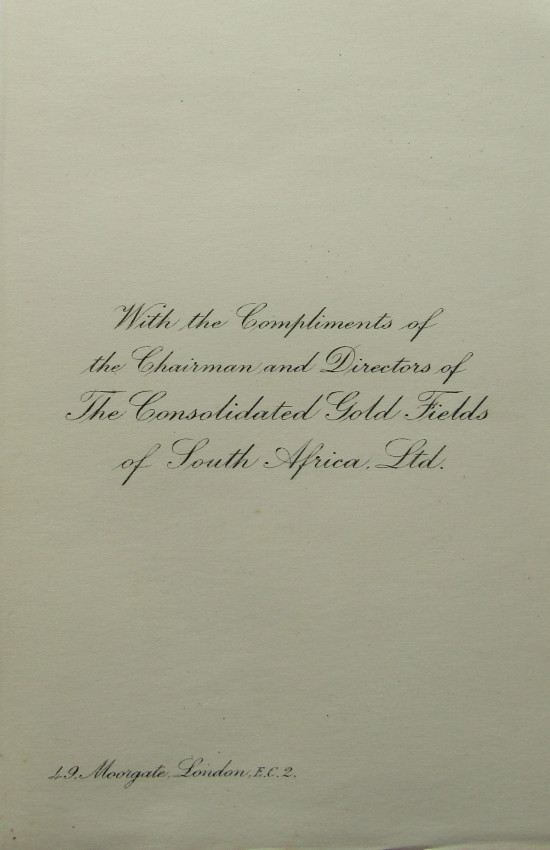 With the Compliments of
the Chairman and Directors of
The Consolidated Gold Fields
of South Africa, Ltd.
49, Moorgate, London, E.C.2.